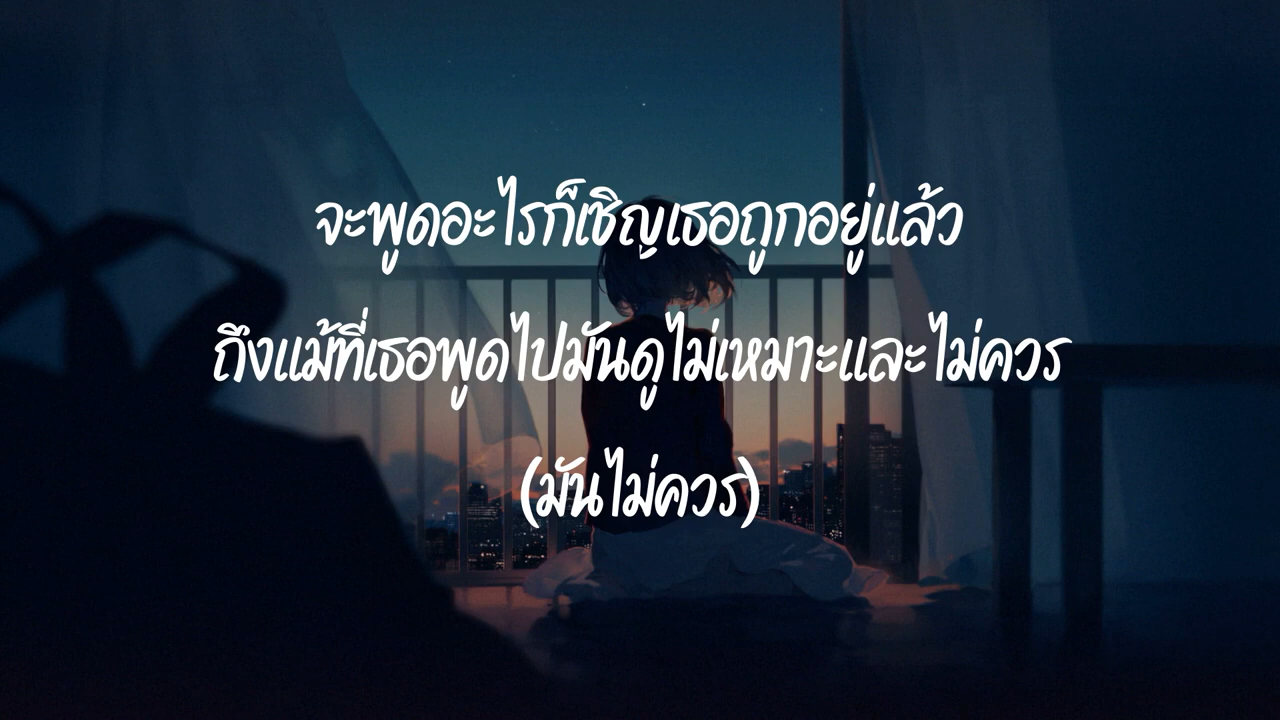 จะพูดอะไรก็เชิญเธอถูกอยู่แล้ว
ถึงแม้ที่เธอพูดไปมันดูไม่เหมาะและไม่ควร
(มันไม่ควร)